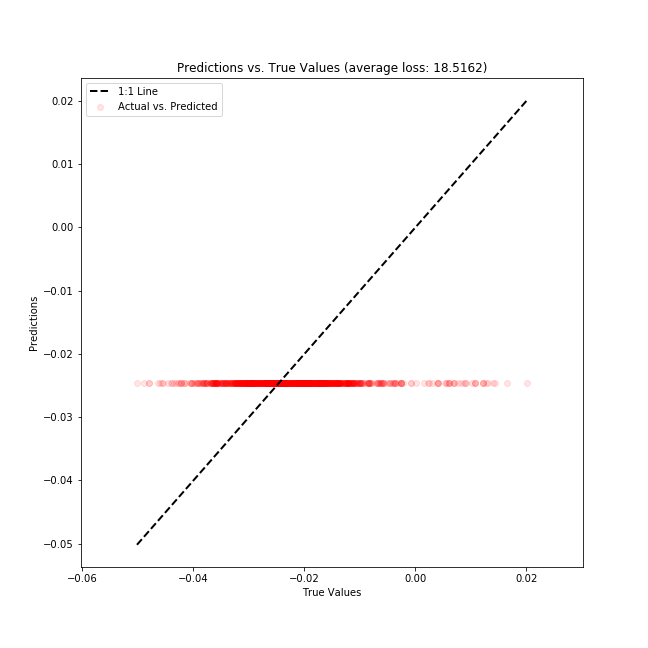 Predictions vs. True Values (average loss: 18.5162)
1:1 Line
Actual vs. Predicted
0.02
0.01
0.00
−0.01
−0.02
−0.03
−0.04
−0.05
Predictions
−0.06
−0.04
−0.02
0.00
0.02
True Values